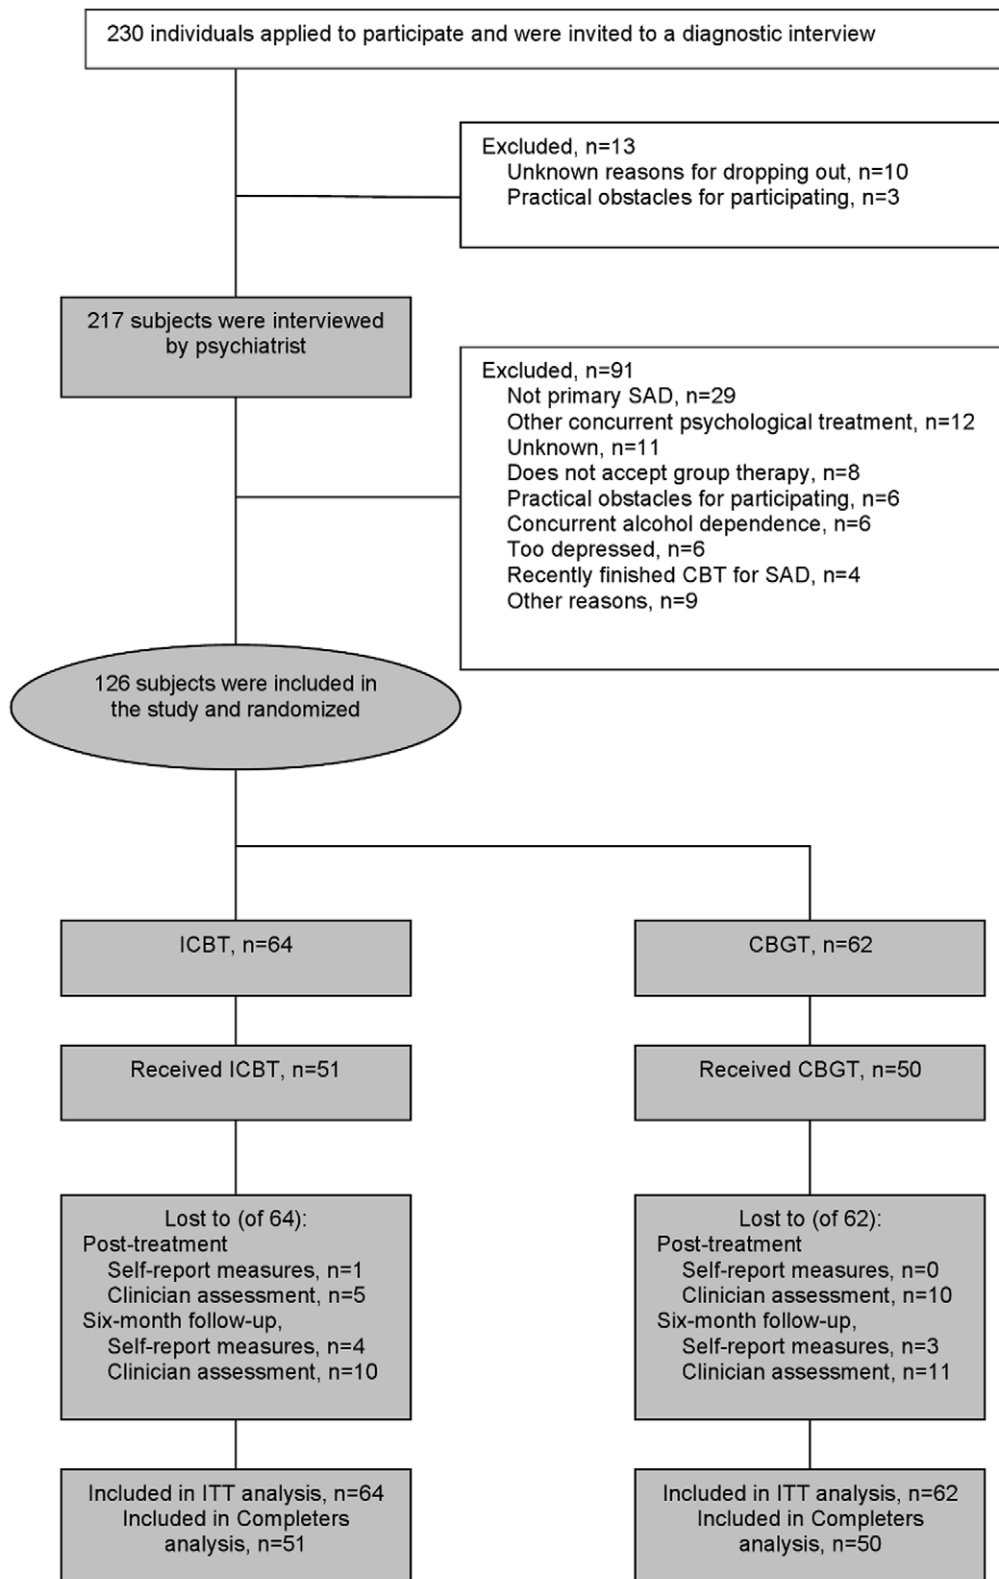 230 individuals applied to participate and were invited to a diagnostic interview
Excluded, n=13
Unknown reasons for dropping out, n=10
Practical obstacles for participating, n=3
217 subjects were interviewed
by psychiatrist
Excluded, n=91
Not primary SAD, n=29
Other concurrent psychological treatment, n=12
Unknown, n=11
Does not accept group therapy, n=8
Practical obstacles for participating, n=6
Concurrent alcohol dependence, n=6
Too depressed, n=6
Recently finished CBT for SAD, n=4
Other reasons, n=9
126 subjects were included in
the study and randomized
ICBT, n=64
CBGT, n=62
Received ICBT, n=51
Received CBGT, n=50
Lost to (of 64):
Post-treatment
Self-report measures, n=1
Clinician assessment, n=5
Six-month follow-up,
Self-report measures, n=4
Clinician assessment, n=10
Lost to (of 62):
Post-treatment
Self-report measures, n=0
Clinician assessment, n=10
Six-month follow-up,
Self-report measures, n=3
Clinician assessment, n=11
Included in ITT analysis, n=64
Included in Completers
analysis, n=51
Included in ITT analysis, n=62
Included in Completers
analysis, n=50